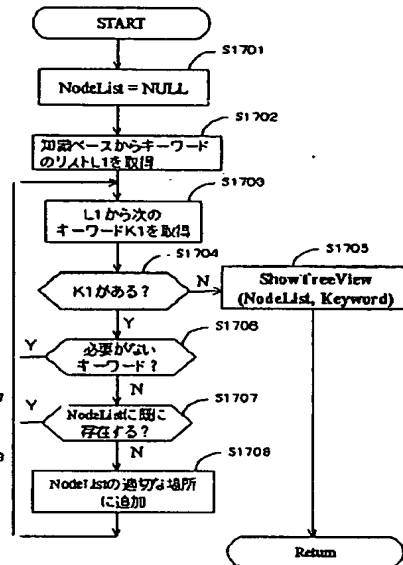 START
S1701
NodeList = NULL
S1702
知識ベースからキーワード
のリストL1を取得
S1703
L1から次の
キーワードK1を取得
S1704
K1がある?
N
S1705
ShowTreeView
(NodeList, Keyword)
Y
S1706
Y
必要がない
キーワード?
N
S1707
Y
NodeListに既に
存在する?
N
S1708
NodeListの適切な場所
に追加
Return